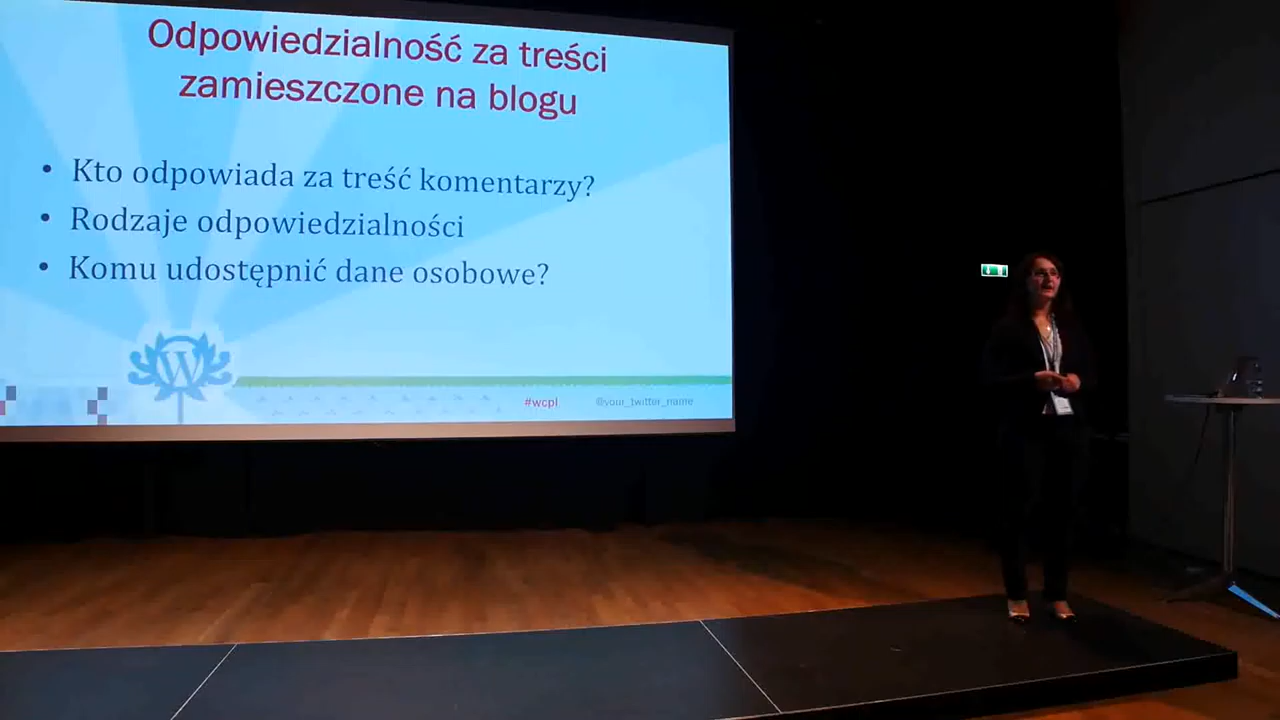 Odpowiedzialność za treści
zamieszczone na blogu
• Kto odpowiada za treść komentarzy?
• Rodzaje odpowiedzialności
• Komu udostępnić dane osobowe?
W
#wcpl @your_twitter_name